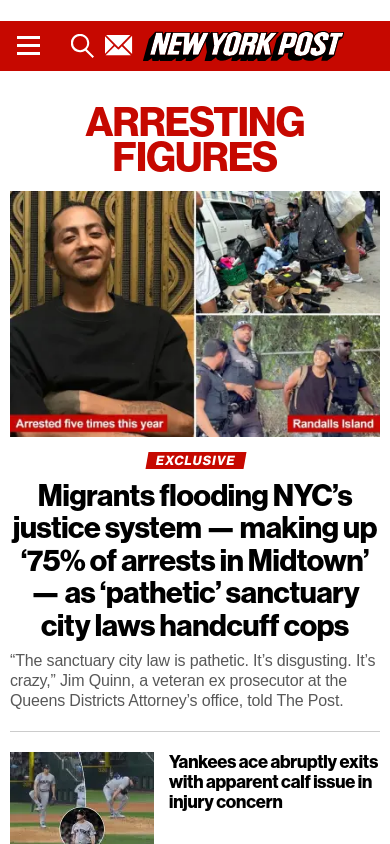 NEW YORK POST
ARRESTING
FIGURES
Arrested five times this year
Randalls Island
EXCLUSIVE
Migrants flooding NYC’s
justice system — making up
‘75% of arrests in Midtown’
— as ‘pathetic’ sanctuary
city laws handcuff cops
“The sanctuary city law is pathetic. It’s disgusting. It’s
crazy,” Jim Quinn, a veteran ex prosecutor at the
Queens Districts Attorney’s office, told The Post.
Yankees ace abruptly exits
with apparent calf issue in
injury concern